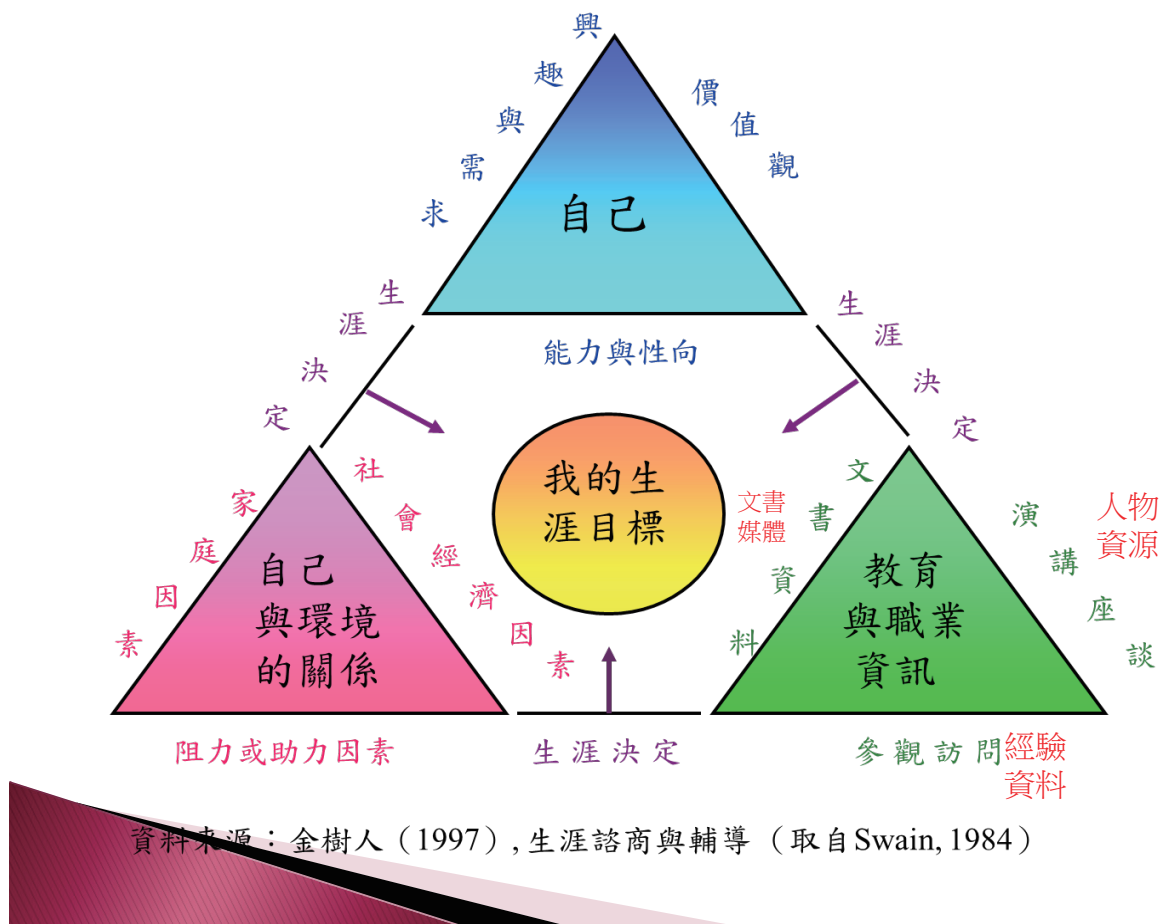 興趣與需求
價值觀
自己
能力與性向
生涯決定
生涯決定
我的生
涯目標
家庭因素
社會經濟因素
自己
與環境
的關係
阻力或助力因素
生涯決定
文書
媒體
文書資料
教育
與職業
資訊
演講座談
人物
資源
參觀訪問
經驗
資料
資料來源：金樹人（1997）,生涯諮商與輔導（取自Swain, 1984）